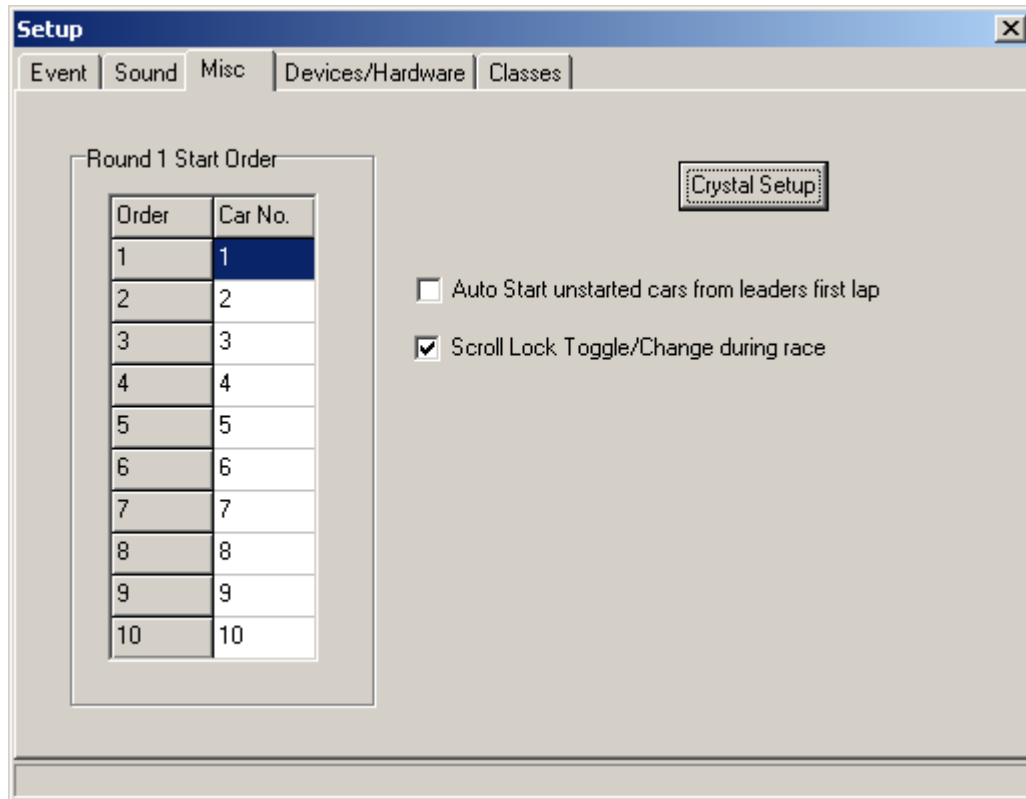 Setup
Event Sound Misc Devices/Hardware Classes
Round 1 Start Order
Crystal Setup
Order Car No.
1 1
2 2
3 3
4 4
5 5
6 6
7 7
8 8
9 9
10 10
Auto Start unstarted cars from leaders first lap
Scroll Lock Toggle/Change during race